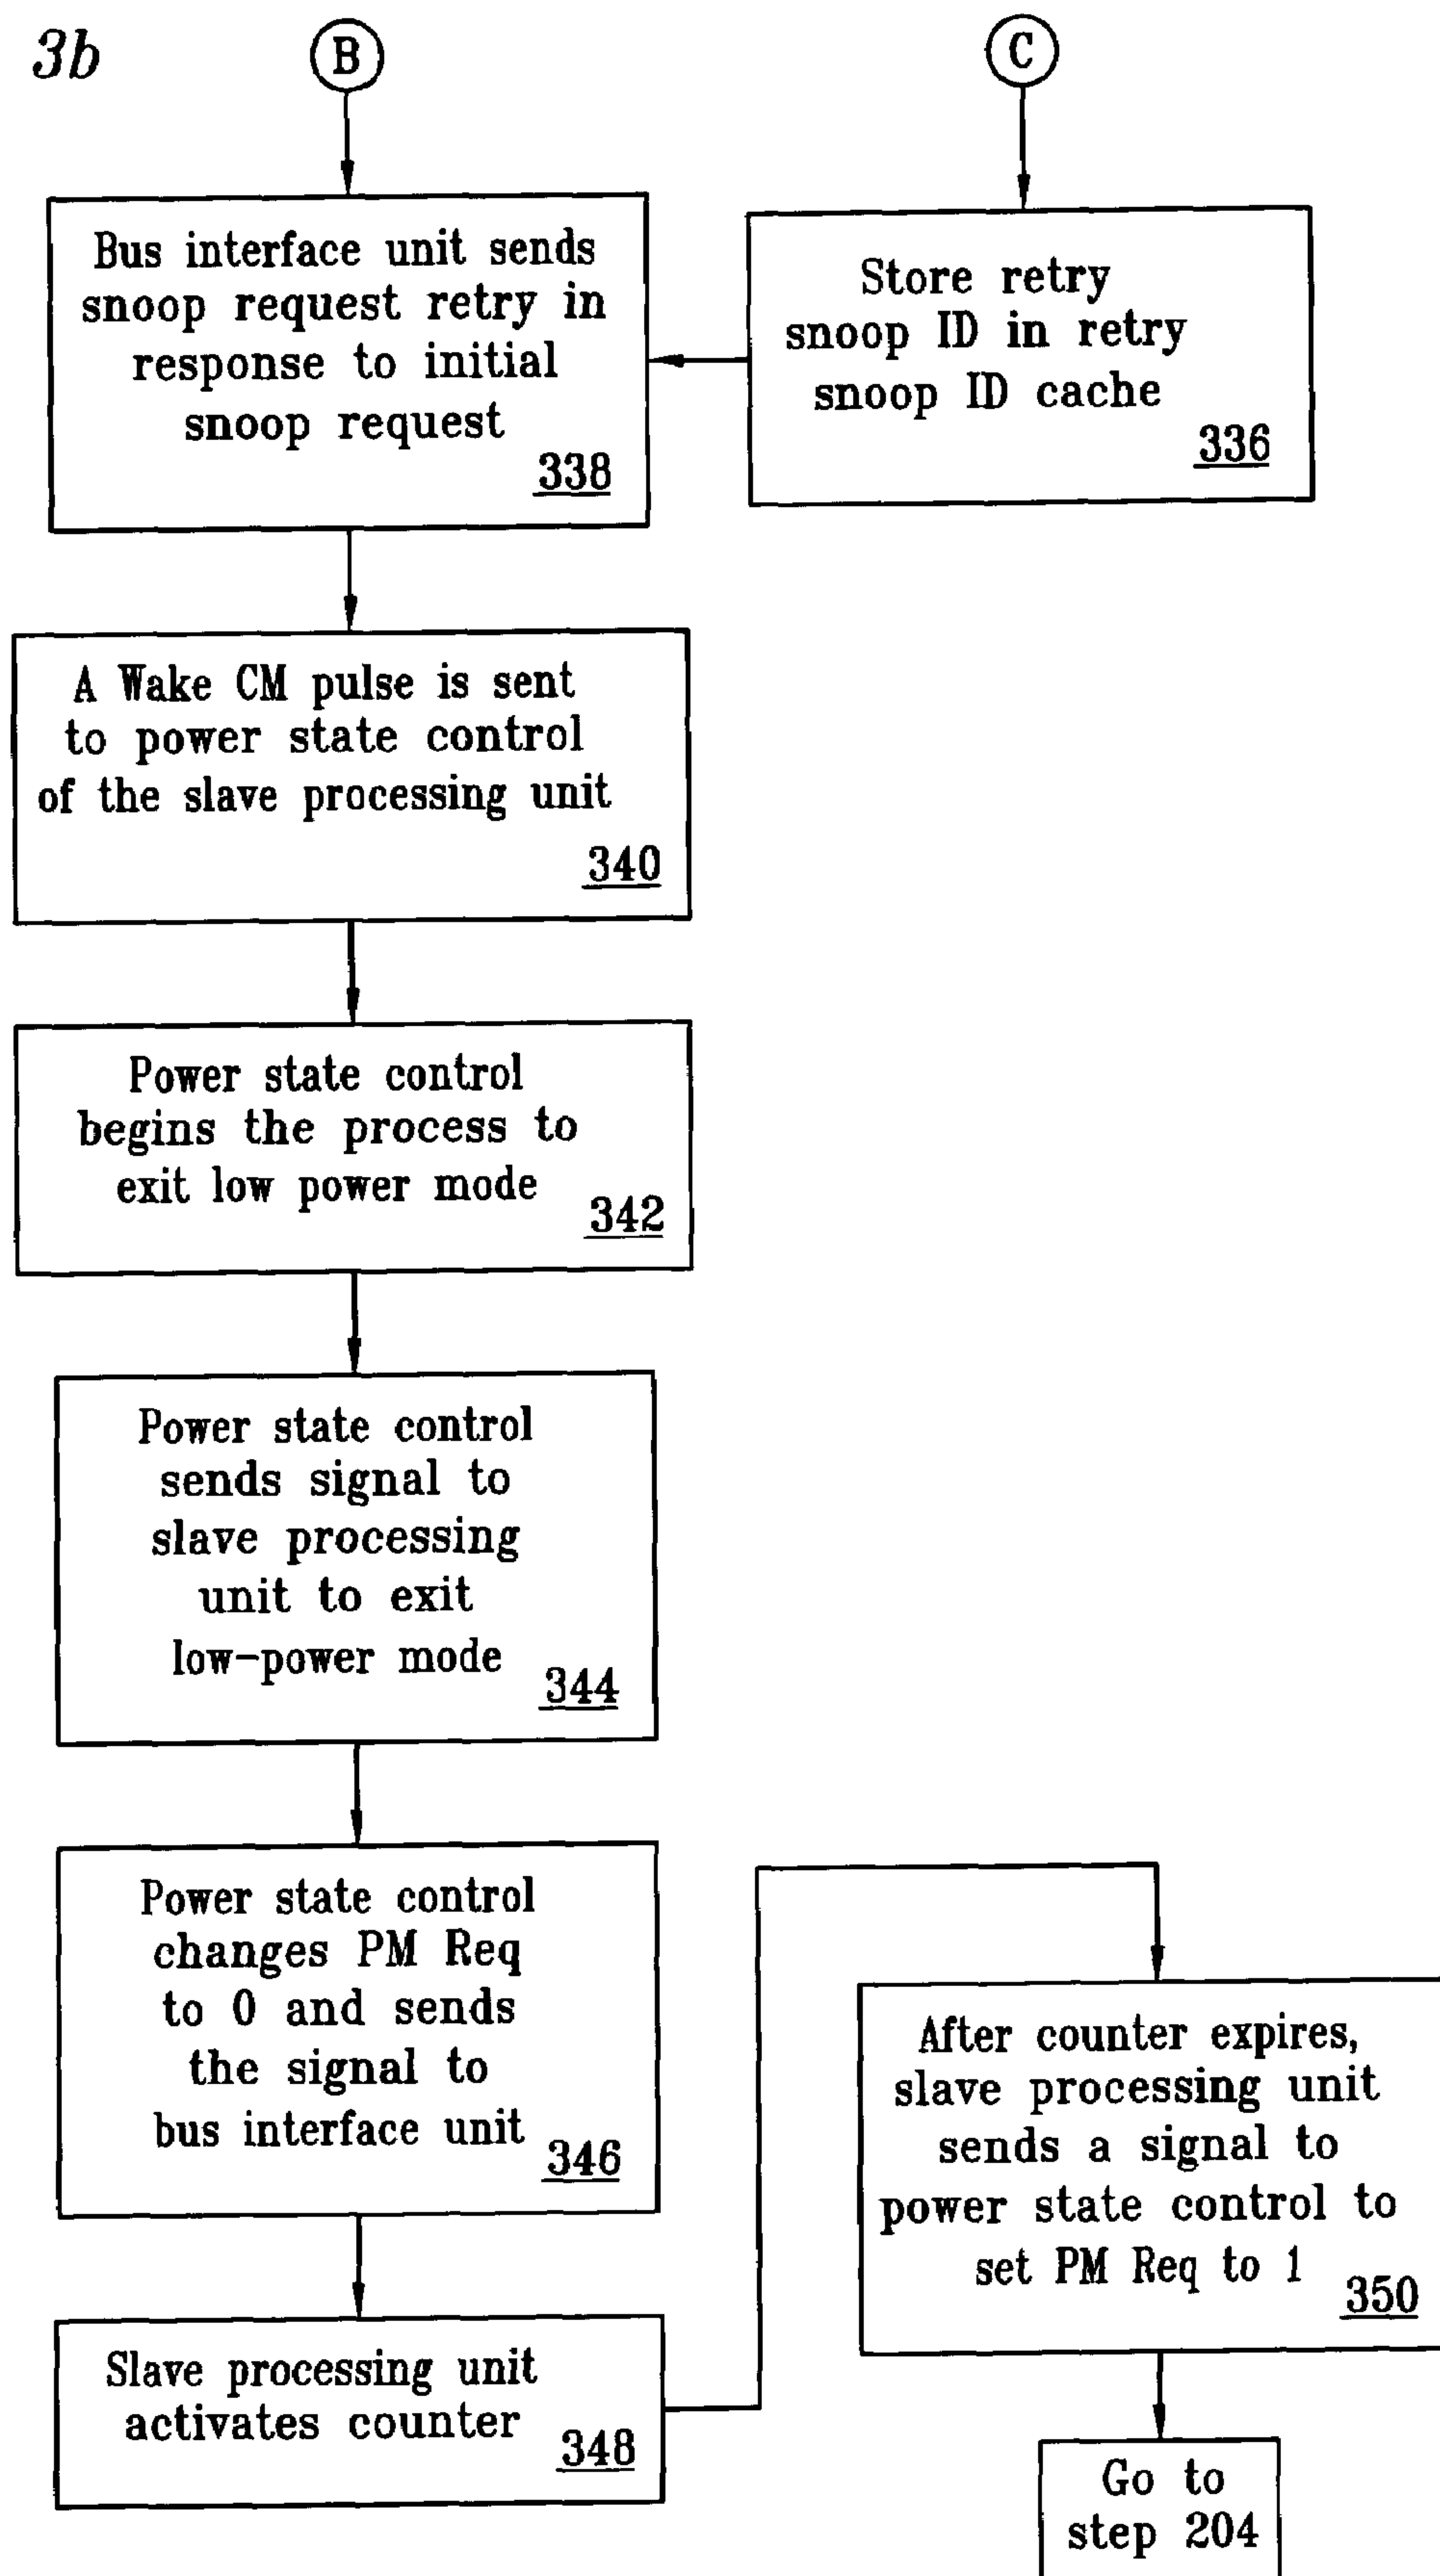 3b
B
C
Bus interface unit sends
snoop request retry in
response to initial
snoop request
338
Store retry
snoop ID in retry
snoop ID cache
336
A Wake CM pulse is sent
to power state control
of the slave processing unit
340
Power state control
begins the process to
exit low power mode
342
Power state control
sends signal to
slave processing
unit to exit
low-power mode
344
Power state control
changes PM Req
to 0 and sends
the signal to
bus interface unit
346
Slave processing unit
activates counter
348
After counter expires,
slave processing unit
sends a signal to
power state control to
set PM Req to 1
350
Go to
step 204